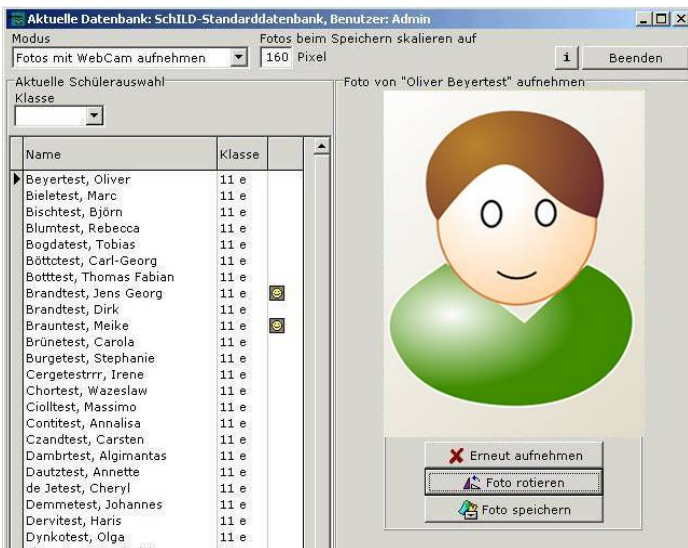 Aktuelle Datenbank: SchILD-Standarddatenbank, Benutzer: Admin
Modus
Fotos beim Speichern skalieren auf
Fotos mit WebCam aufnehmen
160 Pixel
i
Beenden
Aktuelle Schülerauswahl
Klasse
Name Klasse
Beyertest, Oliver 11 e
Bieletest, Marc 11 e
Bischtest, Björn 11 e
Blumtest, Rebecca 11 e
Bogdatest, Tobias 11 e
Böttctest, Carl-Georg 11 e
Botttest, Thomas Fabian 11 e
Brandtest, Jens Georg 11 e
Brandtest, Dirk 11 e
Brauntest, Meike 11 e
Brünetest, Carola 11 e
Burgetest, Stephanie 11 e
Cergetestrrr, Irene 11 e
Chortest, Wazeslaw 11 e
Ciolltest, Massimo 11 e
Contitest, Annalisa 11 e
Czandtest, Carsten 11 e
Dambrtest, Algimantas 11 e
Dautztest, Annette 11 e
de Jetest, Cheryl 11 e
Demmetest, Johannes 11 e
Dervitest, Haris 11 e
Dynkotest, Olga 11 e
Foto von "Oliver Beyertest" aufnehmen
Erneut aufnehmen
Foto rotieren
Foto speichern